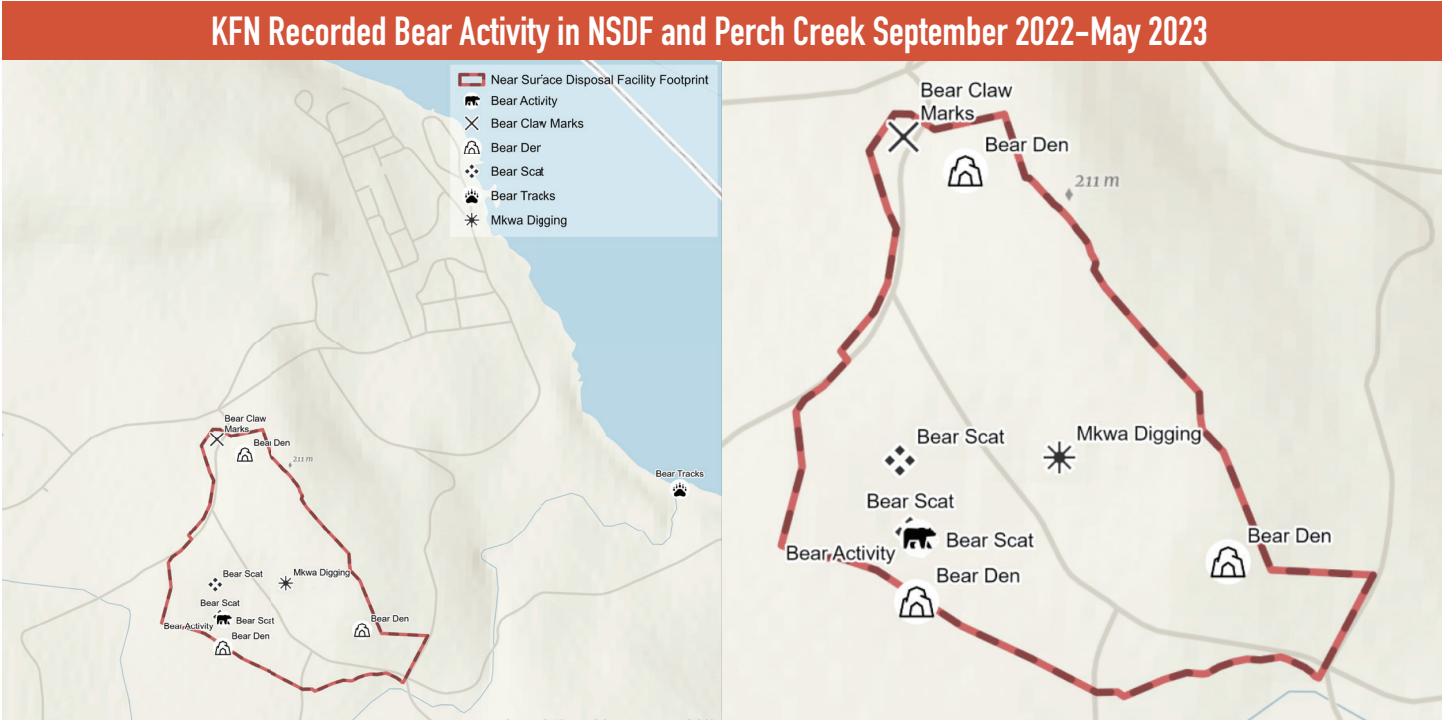 KFN Recorded Bear Activity in NSDF and Perch Creek September 2022-May 2023
Near Surface Disposal Facility Footprint
Bear Activity
Bear Claw Marks
Bear Den
Bear Scat
Bear Tracks
Mkwa Digging
Bear Claw
Marks
Bear Den
211 m
Bear Tracks
Bear Scat
Mkwa Digging
Bear Scat
Bear Scat
Bear Activity
Bear Den
Bear Den
Bear Claw
Marks
Bear Den
211 m
Bear Scat
Mkwa Digging
Bear Scat
Bear Scat
Bear Activity
Bear Den
Bear Den